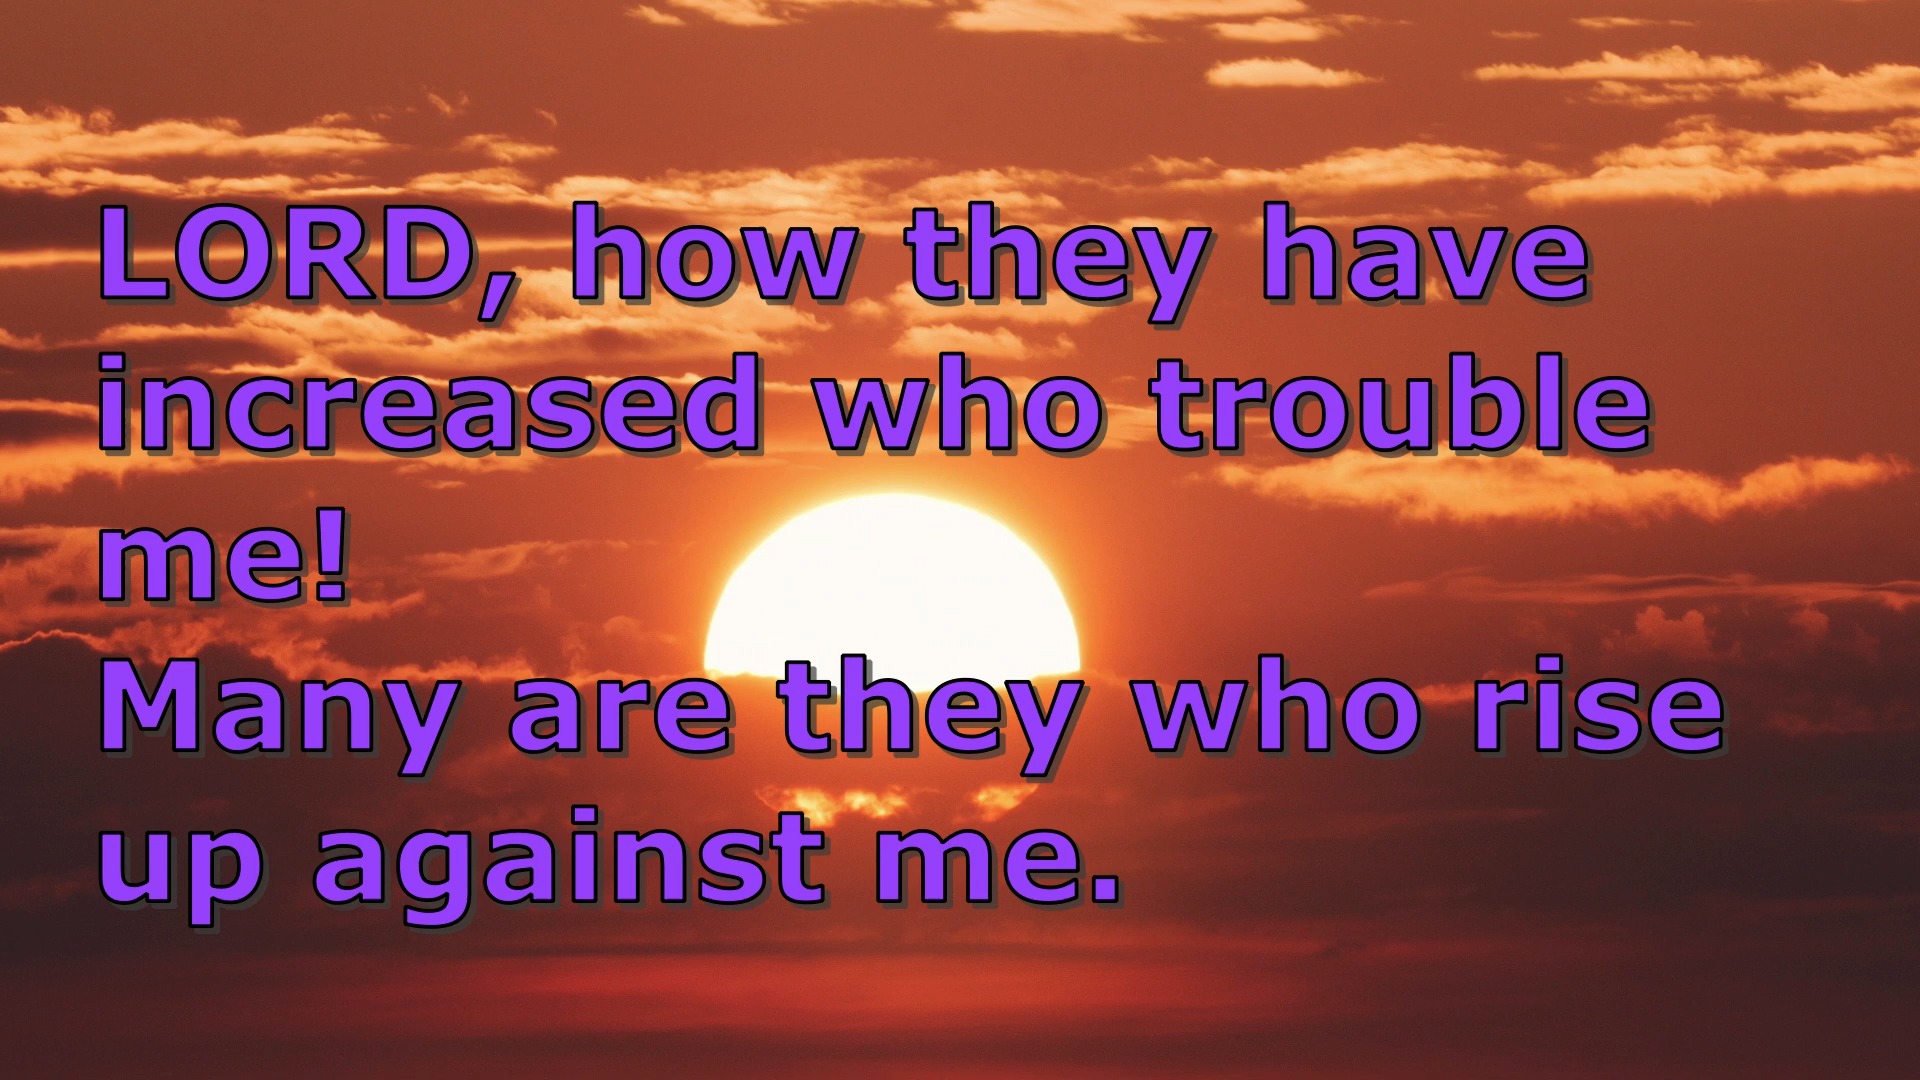 LORD, how they have
increased who trouble
me!
Many are they who rise
up against me.